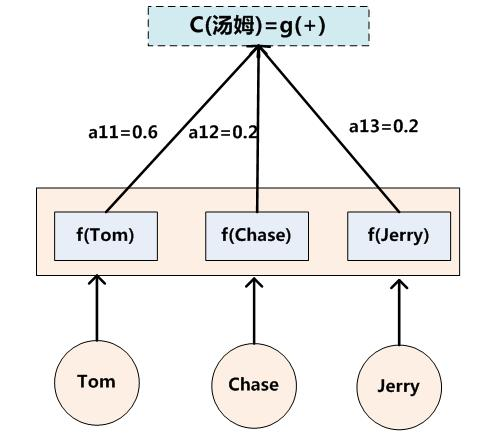 C(汤姆)=g(+)
a11=0.6
a12=0.2
a13=0.2
f(Tom)
f(Chase)
f(Jerry)
Tom
Chase
Jerry